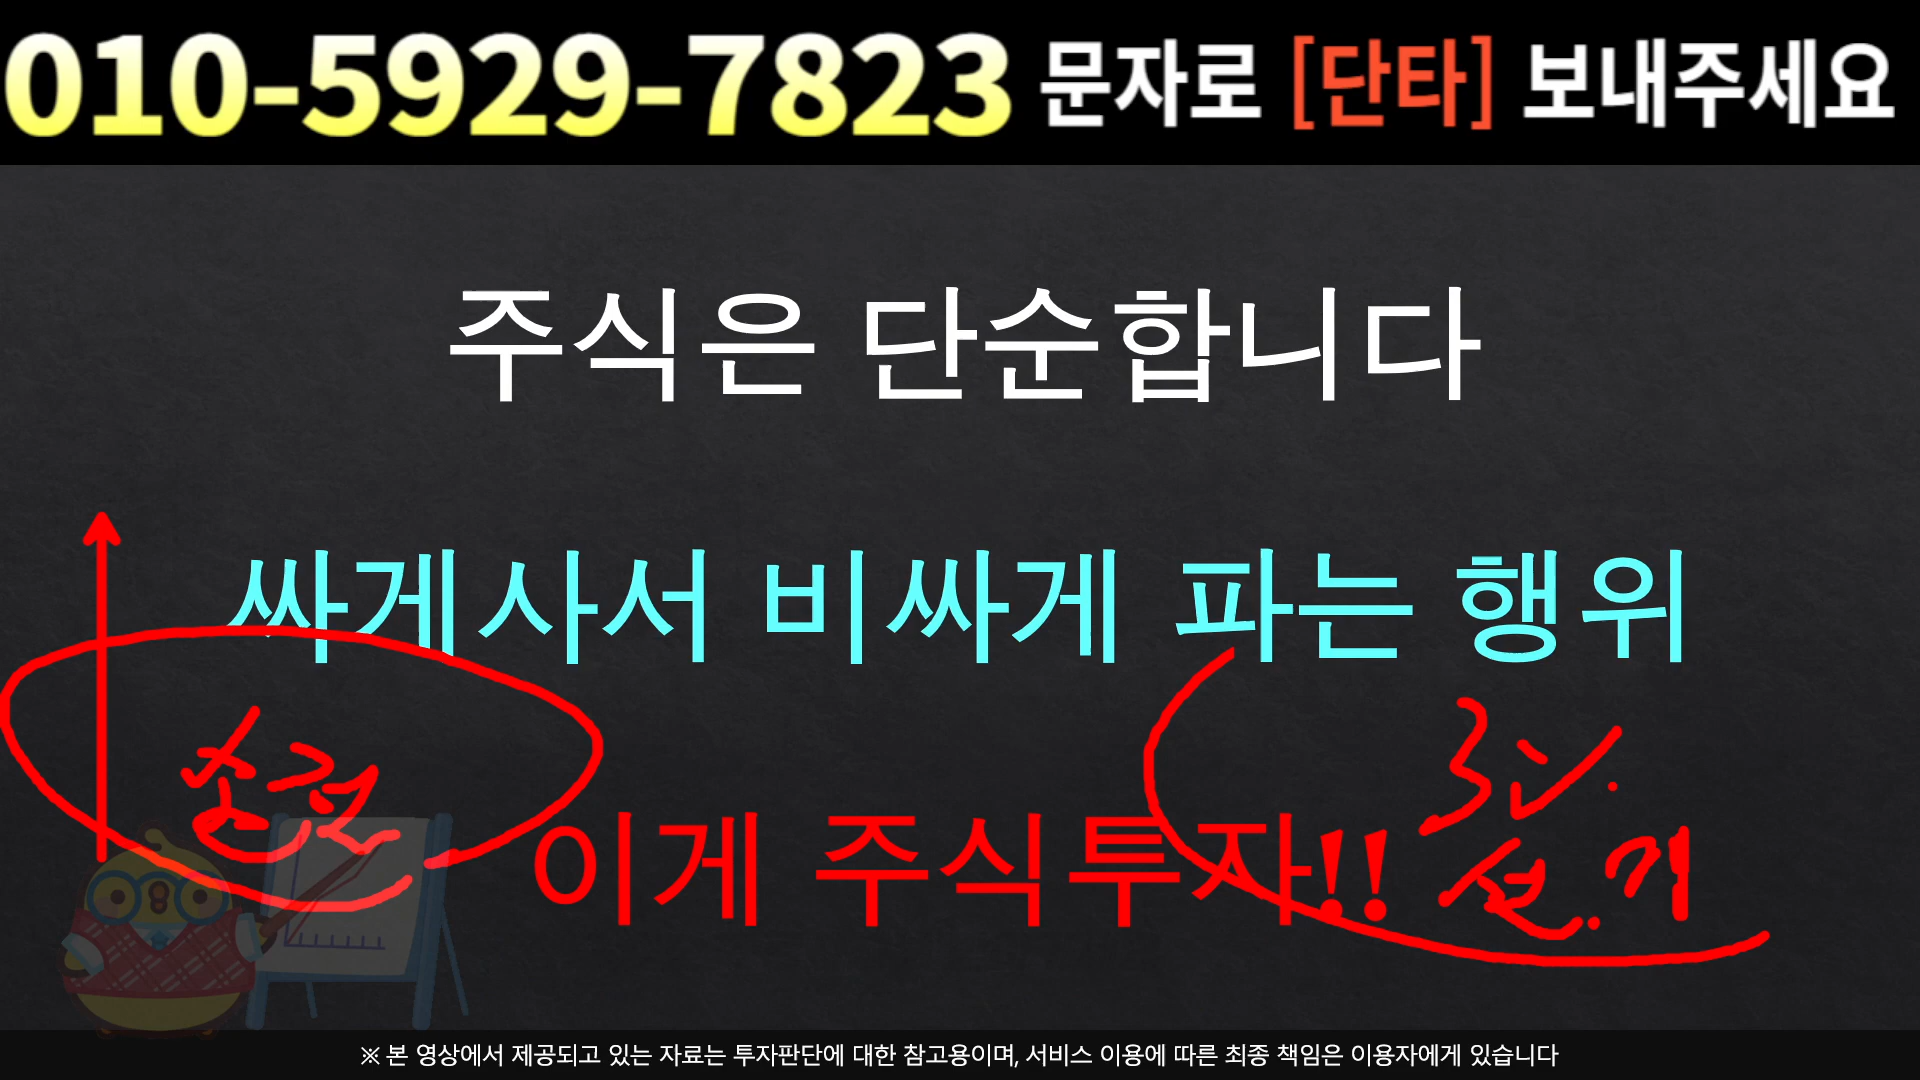 010-5929-7823 문자로 [단타] 보내주세요
주식은 단순합니다
싸게사서 비싸게 파는 행위
손절
3%
이게 주식투자!!
※ 본 영상에서 제공되고 있는 자료는 투자판단에 대한 참고용이며, 서비스 이용에 따른 최종 책임은 이용자에게 있습니다